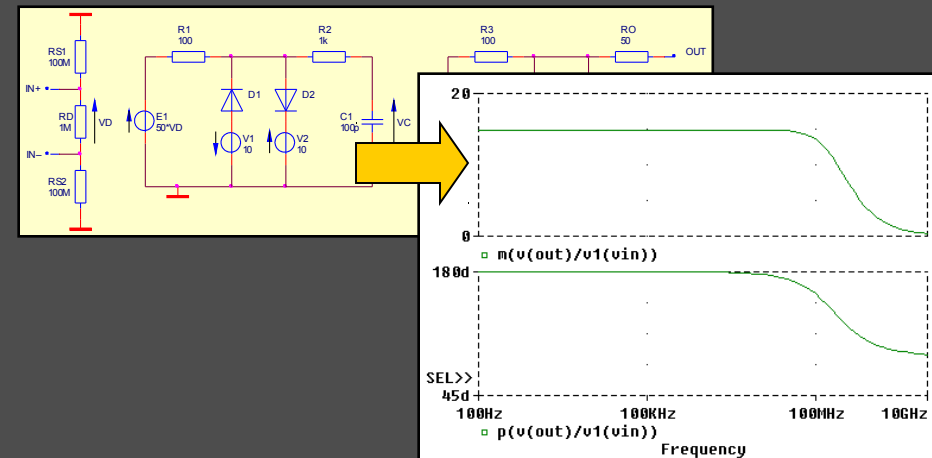 RS1
100M
IN+
RD
1M
VD
IN–
RS2
100M
R1
100
R2
1k
E1
50*VD
D1
D2
V1
10
V2
10
C1
100p
VC
R3
100
RO
50
OUT
20
0
m(v(out)/v1(vin))
180d
SEL>>
45d
100Hz 100KHz 100MHz 10GHz
p(v(out)/v1(vin))
Frequency